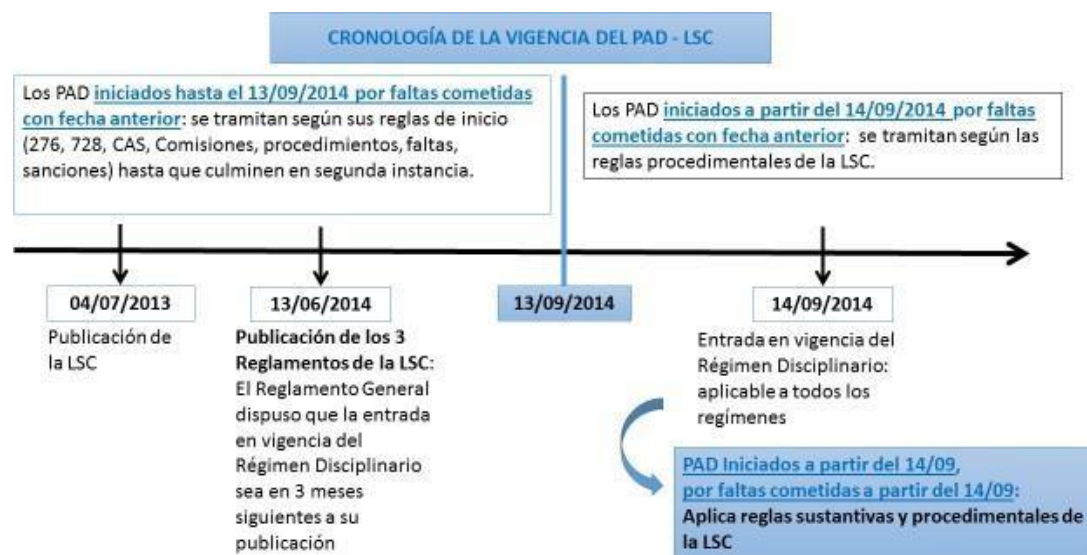 CRONOLOGÍA DE LA VIGENCIA DEL PAD - LSC
Los PAD iniciados hasta el 13/09/2014 por faltas cometidas
con fecha anterior: se tramitan según sus reglas de inicio
(276, 728, CAS, Comisiones, procedimientos, faltas,
sanciones) hasta que culminen en segunda instancia.
Los PAD iniciados a partir del 14/09/2014 por faltas
cometidas con fecha anterior: se tramitan según las
reglas procedimentales de la LSC.
04/07/2013
Publicación de
la LSC
13/06/2014
Publicación de los 3
Reglamentos de la LSC:
El Reglamento General
dispuso que la entrada
en vigencia del
Régimen Disciplinario
sea en 3 meses
siguientes a su
publicación
13/09/2014
14/09/2014
Entrada en vigencia del
Régimen Disciplinario:
aplicable a todos los
regímenes
PAD Iniciados a partir del 14/09,
por faltas cometidas a partir del 14/09:
Aplica reglas sustantivas y procedimentales de
la LSC